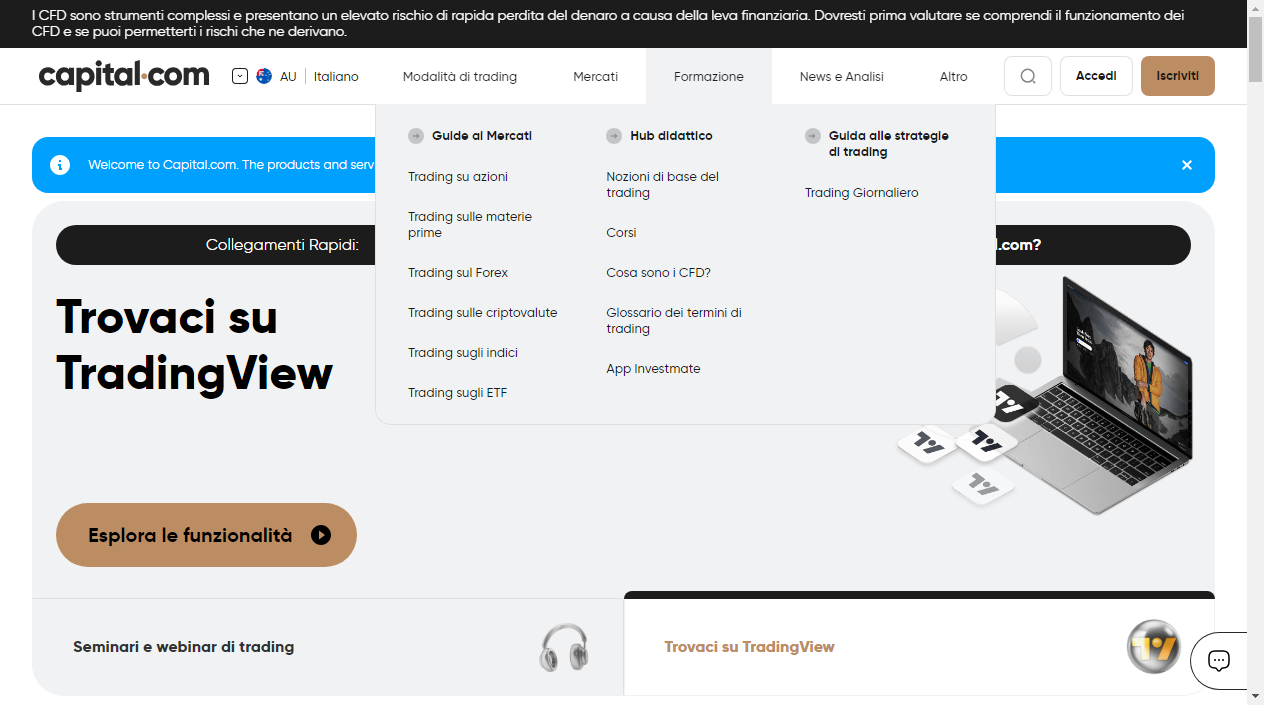 I CFD sono strumenti complessi e presentano un elevato rischio di rapida perdita del denaro a causa della leva finanziaria. Dovresti prima valutare se comprendi il funzionamento dei
CFD e se puoi permetterti i rischi che ne derivano.
capital.com
AU
Italiano
Modalità di trading
Mercati
Formazione
News e Analisi
Altro
Accedi
Iscriviti
Welcome to Capital.com. The products and serv
Guide ai Mercati
Trading su azioni
Trading sulle materie
prime
Trading sul Forex
Trading sulle criptovalute
Trading sugli indici
Trading sugli ETF
Hub didattico
Nozioni di base del
trading
Corsi
Cosa sono i CFD?
Glossario dei termini di
trading
App Investmate
Guida alle strategie
di trading
Trading Giornaliero
Collegamenti Rapidi:
.com?
Trovaci su
TradingView
Esplora le funzionalità
Seminari e webinar di trading
Trovaci su TradingView